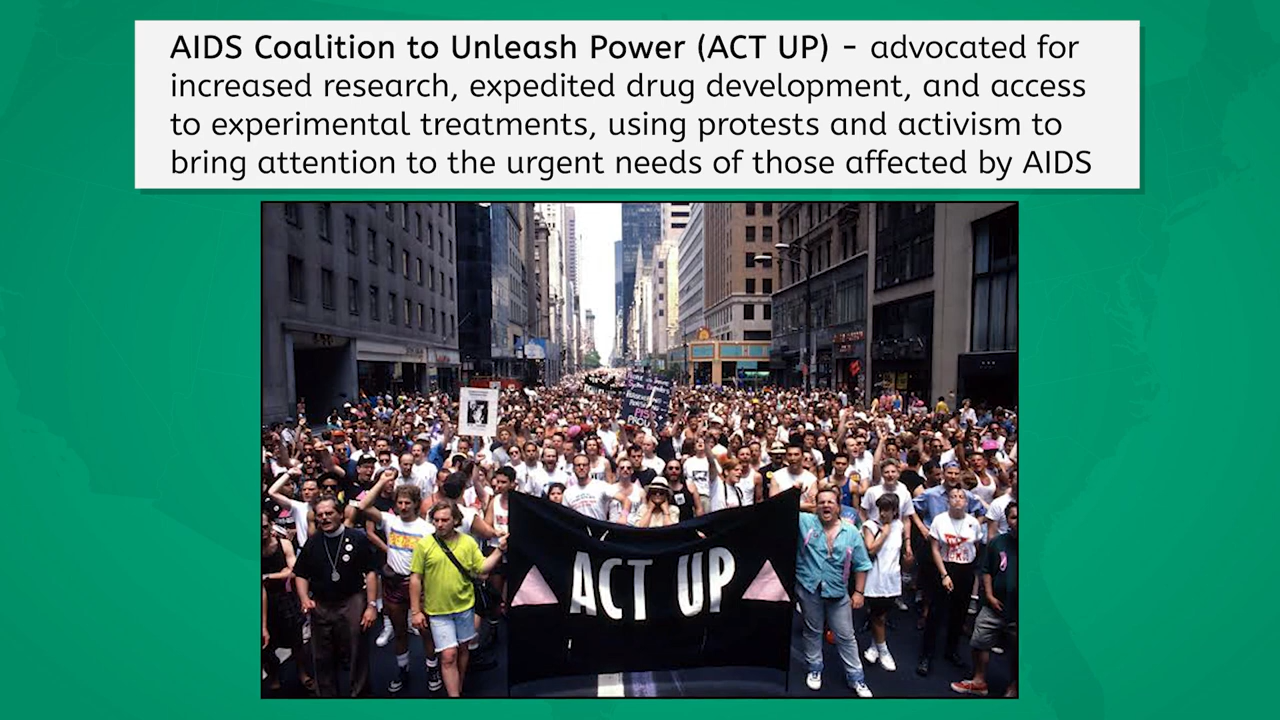 AIDS Coalition to Unleash Power (ACT UP) - advocated for
increased research, expedited drug development, and access
to experimental treatments, using protests and activism to
bring attention to the urgent needs of those affected by AIDS
ACT UP